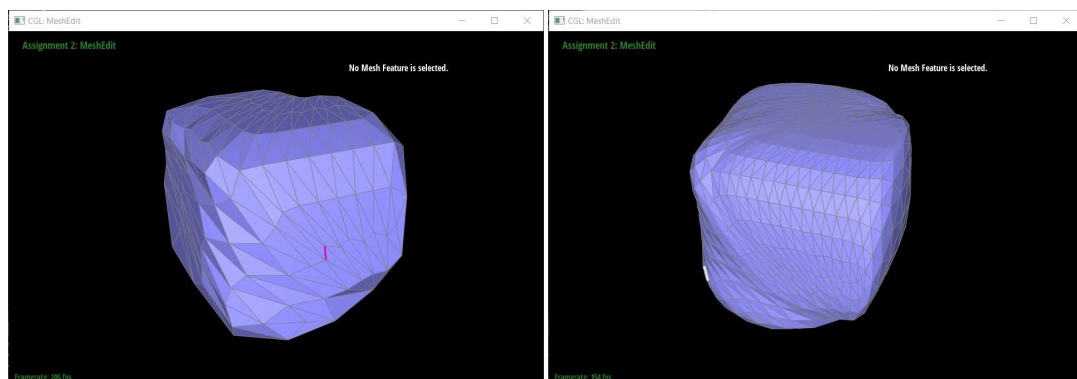 CGL: MeshEdit
Assignment 2: MeshEdit
No Mesh Feature is selected.
Framerate: 205 fps
CGL: MeshEdit
Assignment 2: MeshEdit
No Mesh Feature is selected.
Framerate: 154 fps